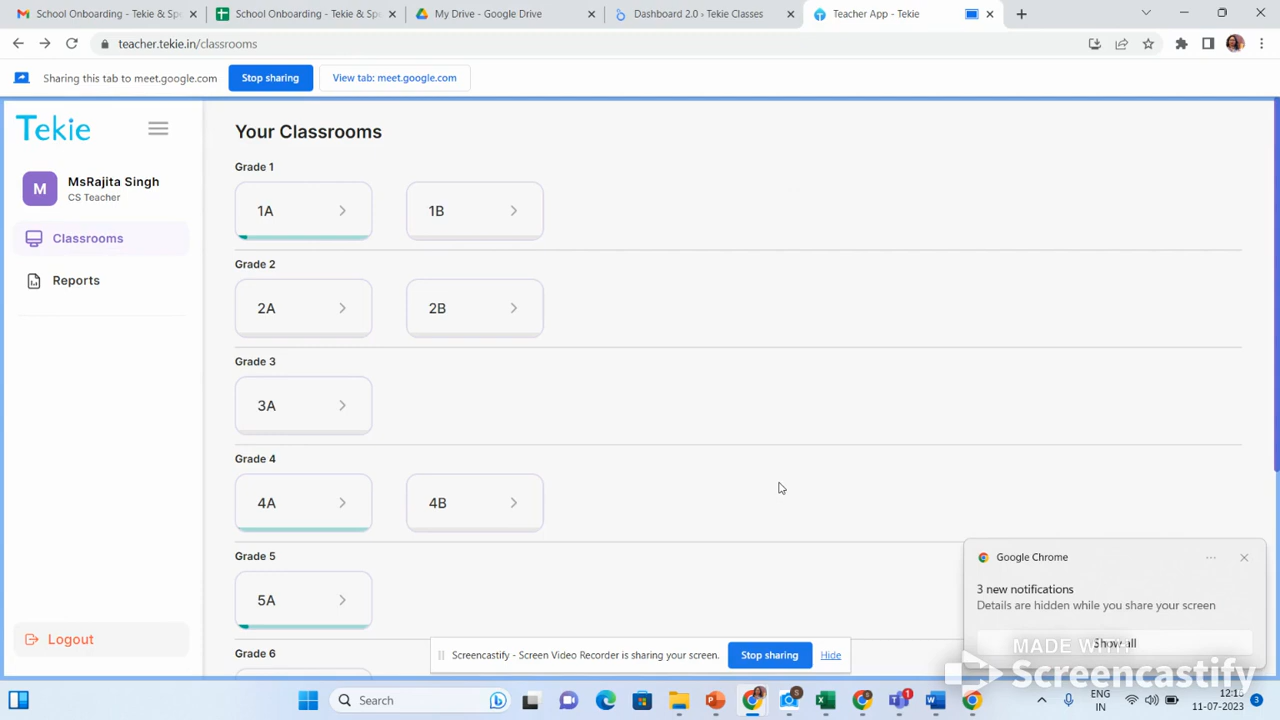 School Onboarding - Tekie & Sp
School Onboarding - Tekie & Sp
My Drive - Google Drive
Dashboard 2.0 › Tekie Classes
Teacher App - Tekie
teacher.tekie.in/classrooms
Sharing this tab to meet.google.com
Stop sharing
View tab: meet.google.com
Tekie
M
MsRajita Singh
CS Teacher
Classrooms
Reports
Logout
Your Classrooms
Grade 1
1A
1B
Grade 2
2A
2B
Grade 3
3A
Grade 4
4A
4B
Grade 5
5A
Grade 6
Google Chrome
3 new notifications
Details are hidden while you share your screen
Show all
MADE WITH
Screencastify
Screencastify - Screen Video Recorder is sharing your screen.
Stop sharing
Hide
Search
5
1
ENG
IN
11-07-2023
3